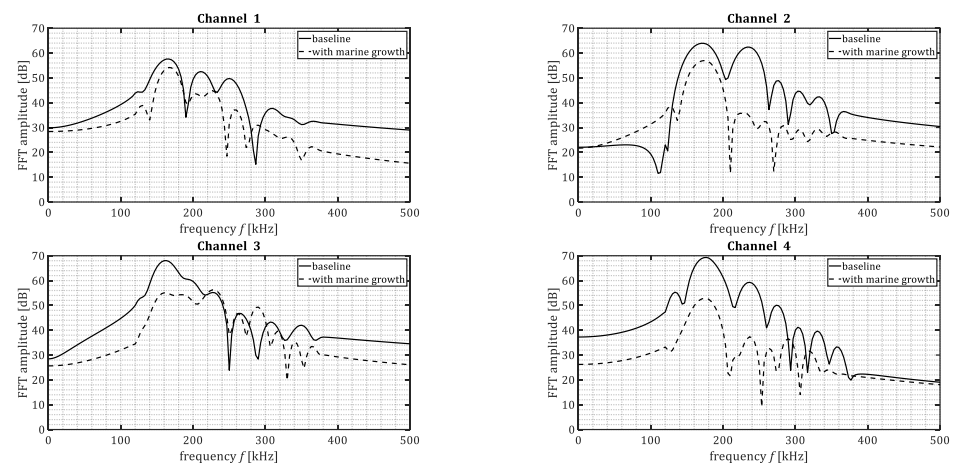 Channel 1
FFT amplitude [dB]
70
60
50
40
30
20
10
0
baseline
with marine growth
0 100 200 300 400 500
frequency f [kHz]
Channel 2
FFT amplitude [dB]
70
60
50
40
30
20
10
0
baseline
with marine growth
0 100 200 300 400 500
frequency f [kHz]
Channel 3
FFT amplitude [dB]
70
60
50
40
30
20
10
0
baseline
with marine growth
0 100 200 300 400 500
frequency f [kHz]
Channel 4
FFT amplitude [dB]
70
60
50
40
30
20
10
0
baseline
with marine growth
0 100 200 300 400 500
frequency f [kHz]